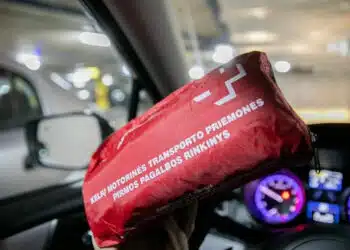 KELIŲ MOTORINĖS TRANSPORTO PRIEMONĖS
PIRMOS PAGALBOS RINKINYS